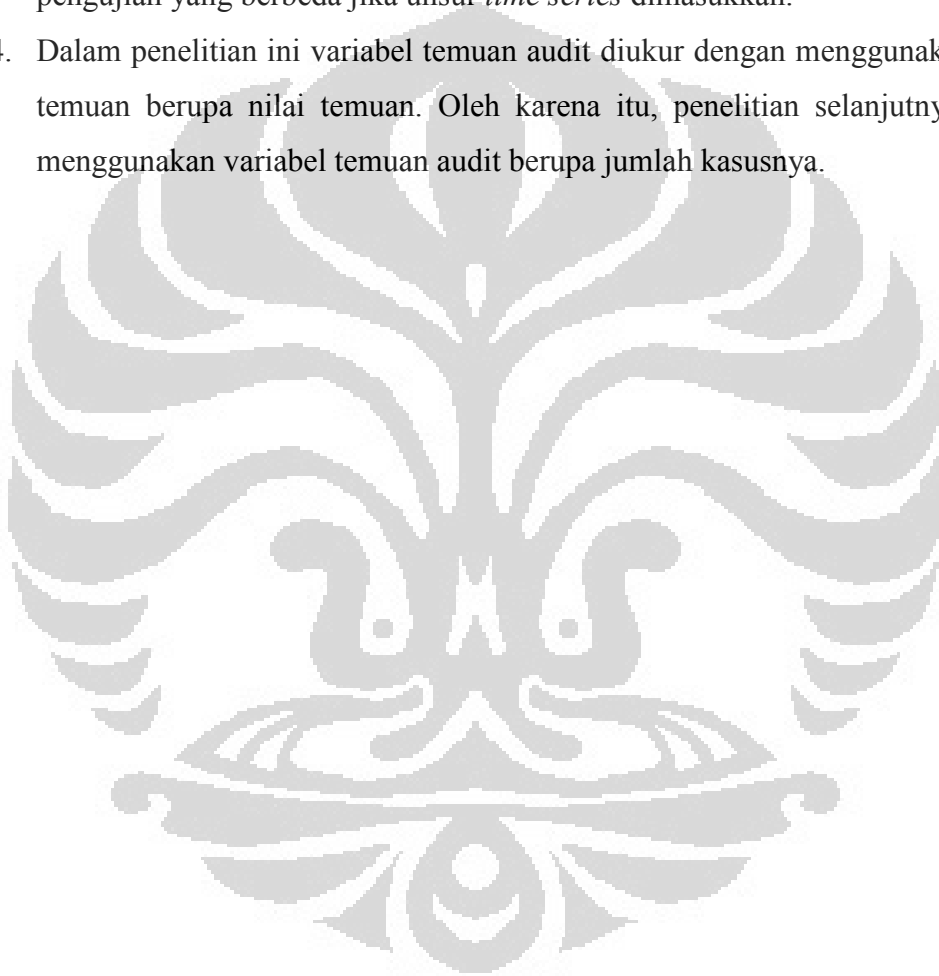 pengujian yang berbeda jika unsur time series dimasukkan.
4. Dalam penelitian ini variabel temuan audit diukur dengan menggunak
temuan berupa nilai temuan. Oleh karena itu, penelitian selanjutny
menggunakan variabel temuan audit berupa jumlah kasusnya.